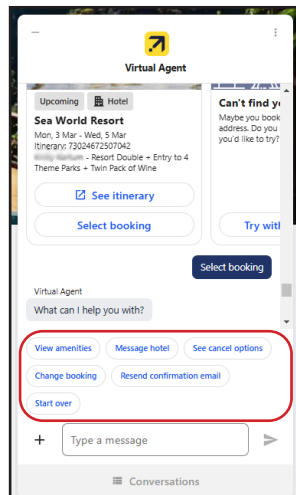 Virtual Agent
Upcoming
Hotel
Sea World Resort
Mon, 3 Mar - Wed, 5 Mar
Itinerary: 73024672507042
- Resort Double + Entry to 4
Theme Parks + Twin Pack of Wine
See itinerary
Select booking
Can't find yo
Maybe you book
address. Do you
you'd like to try?
Try with
Select booking
Virtual Agent
What can I help you with?
View amenities
Message hotel
See cancel options
Change booking
Resend confirmation email
Start over
Type a message
Conversations